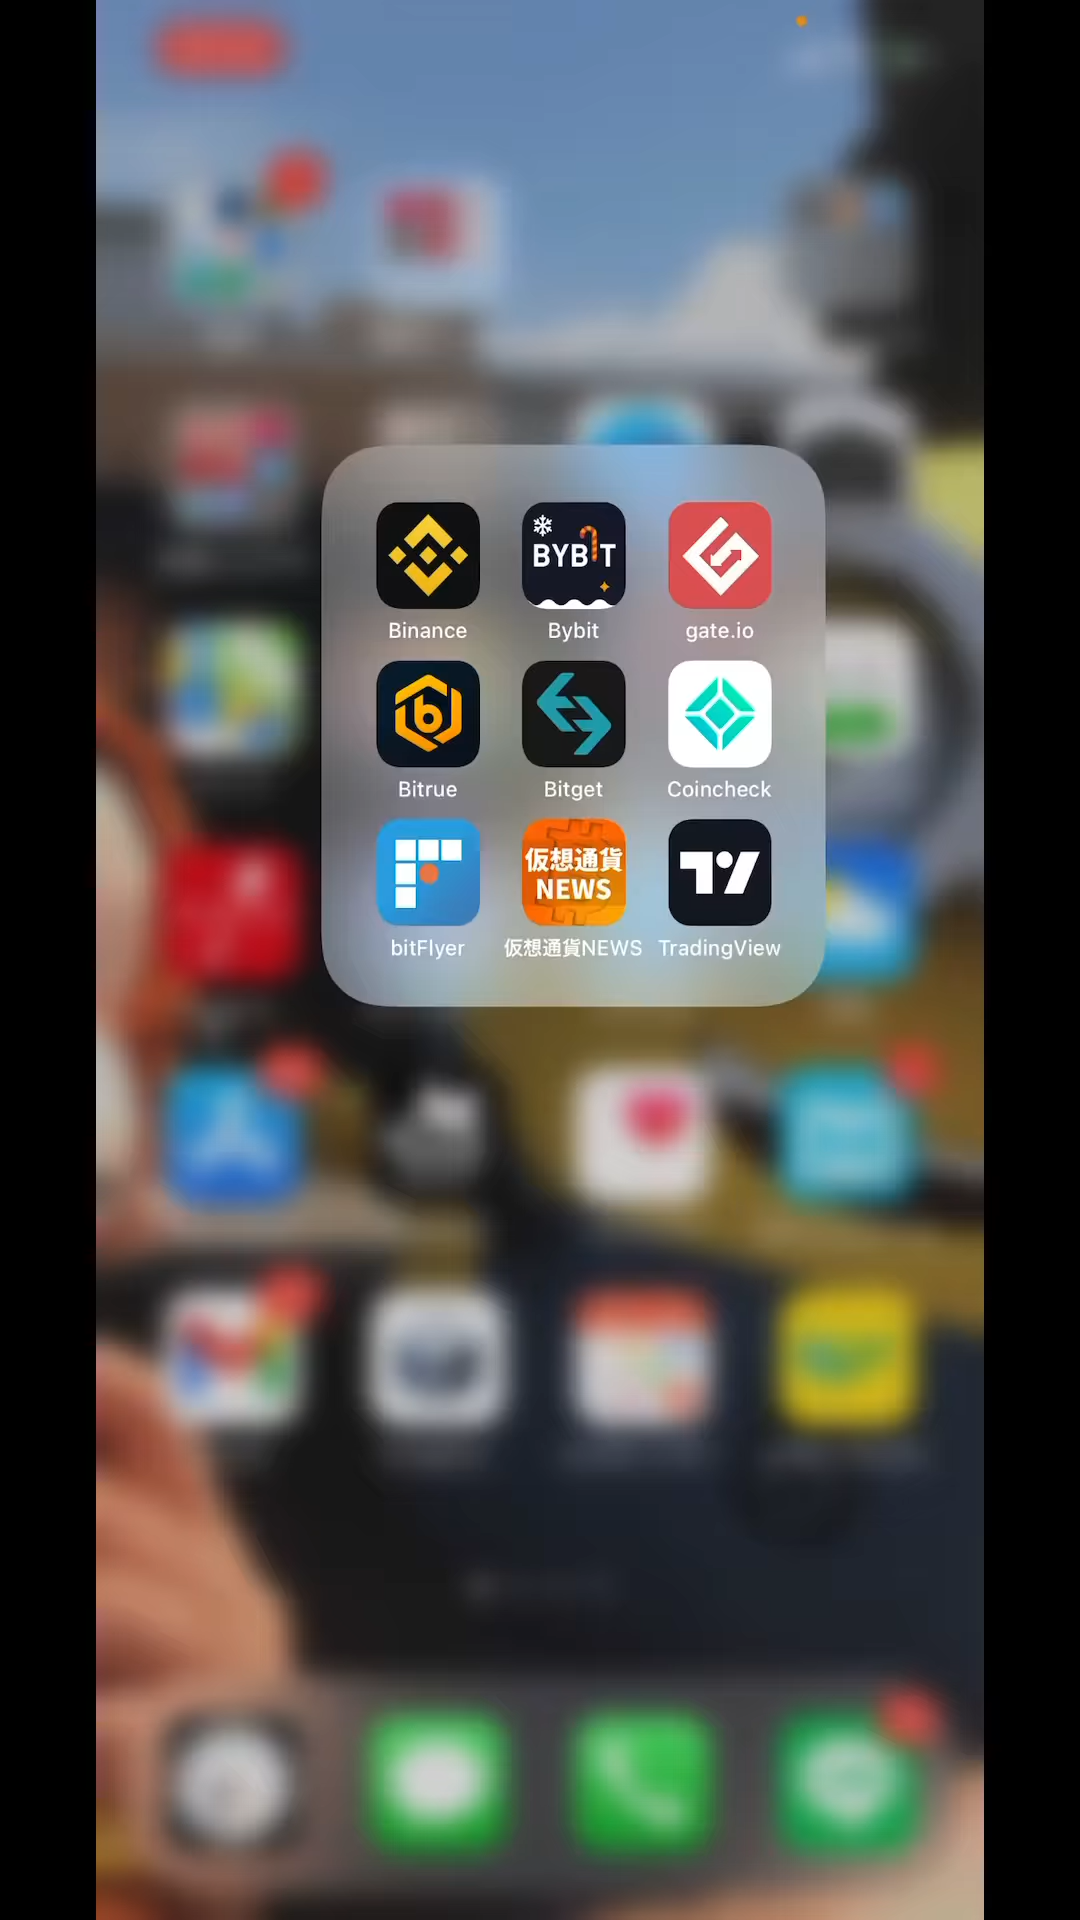 BYBIT
Binance
Bybit
gate.io
Bitrue
Bitget
Coincheck
仮想通貨
NEWS
bitFlyer
仮想通貨NEWS
TradingView